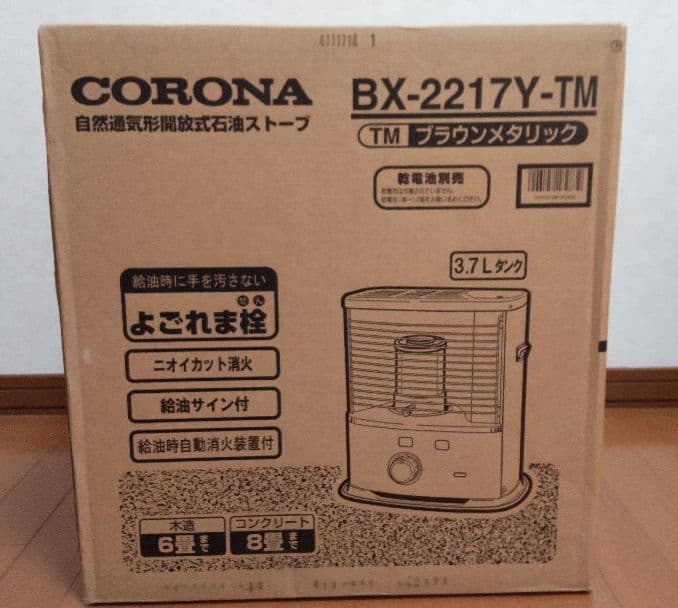 CORONA
自然通気形開放式石油ストーブ
BX-2217Y-TM
TM ブラウンメタリック
乾電池別売
3.7Lタンク
給油時に手を汚さない
よごれま栓
せん
ニオイカット消火
給油サイン付
給油時自動消火装置付
木造
6畳まで
コンクリート
8畳まで